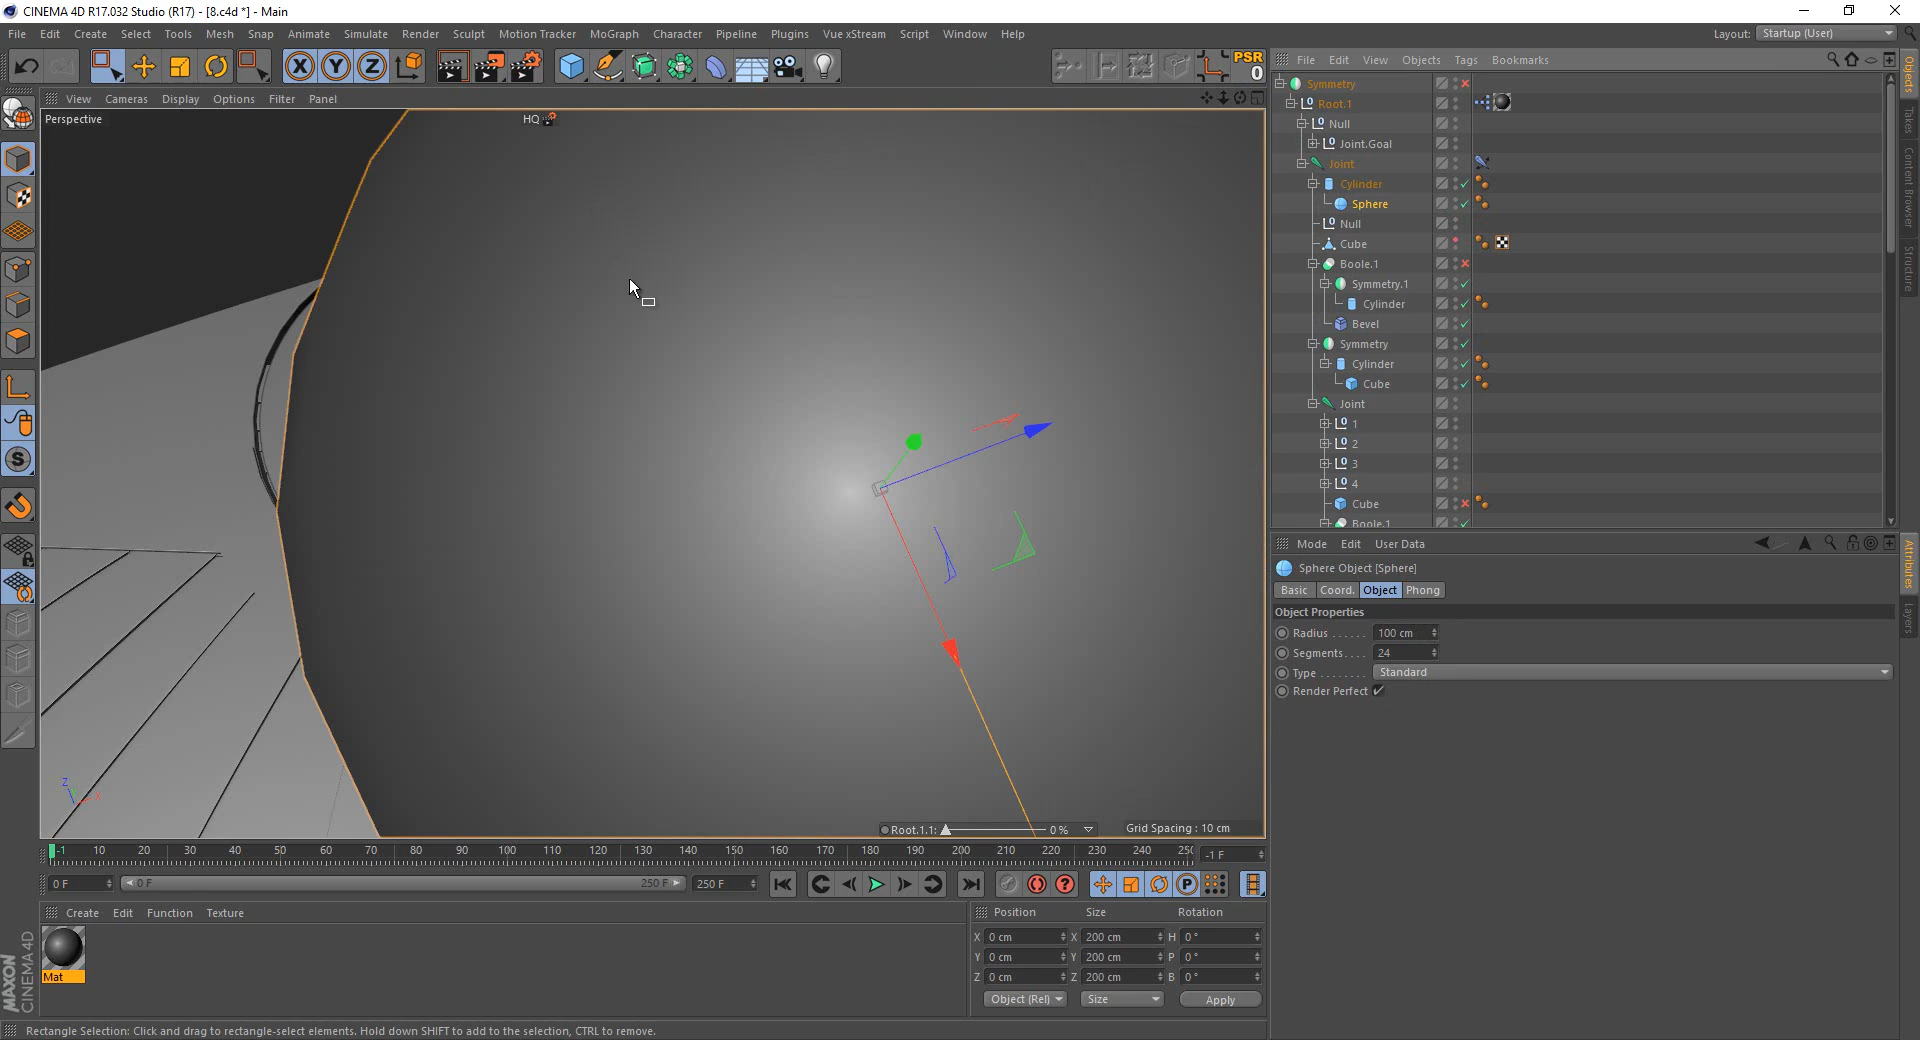 CINEMA 4D R17.032 Studio (R17) - [8.c4d *] - Main
File Edit Create Select Tools Mesh Snap Animate Simulate Render Sculpt Motion Tracker MoGraph Character Pipeline Plugins Vue xStream Script Window Help
Layout: Startup (User)
X Y Z
PSR
0
File Edit View Objects Tags Bookmarks
View Cameras Display Options Filter Panel
Perspective
HQ
Symmetry
Root.1
Null
Joint.Goal
Joint
Cylinder
Sphere
Null
Cube
Boole.1
Symmetry.1
Cylinder
Bevel
Symmetry
Cylinder
Cube
Joint
1
2
3
4
Cube
Boole.1
Objects
Takes
Content Browser
Structure
Mode Edit User Data
Sphere Object [Sphere]
Basic Coord. Object Phong
Object Properties
Radius . . . . . . 100 cm
Segments. . . . 24
Type . . . . . . . . Standard
Render Perfect
Attributes
Layers
S
Z
X
Root.1.1: 0 %
Grid Spacing : 10 cm
-1 10 20 30 40 50 60 70 80 90 100 110 120 130 140 150 160 170 180 190 200 210 220 230 240 250
-1 F
0 F
0 F
250 F
250 F
P
Create Edit Function Texture
Mat
Position Size Rotation
X 0 cm X 200 cm H 0 °
Y 0 cm Y 200 cm P 0 °
Z 0 cm Z 200 cm B 0 °
Object (Rel) Size Apply
MAXON
CINEMA 4D
Rectangle Selection: Click and drag to rectangle-select elements. Hold down SHIFT to add to the selection, CTRL to remove.